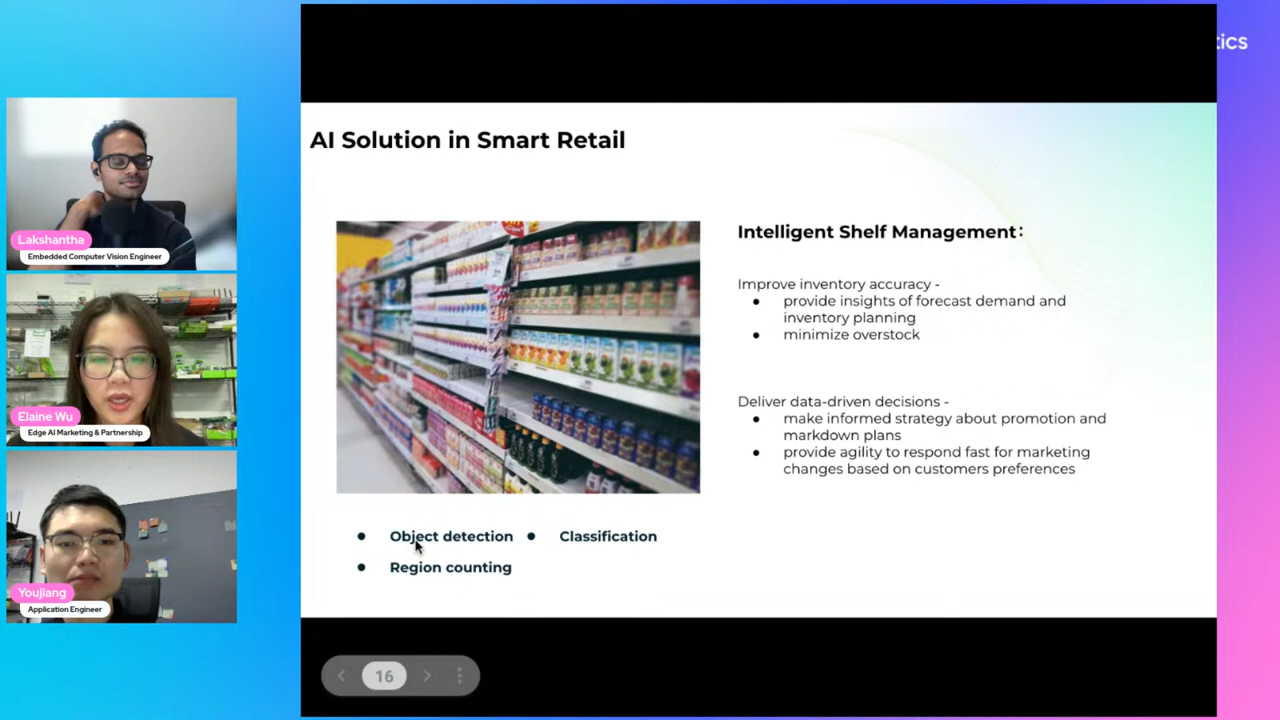 tics
AI Solution in Smart Retail
Lakshantha
Embedded Computer Vision Engineer
Elaine Wu
Edge AI Marketing & Partnership
Youjiang
Application Engineer
Intelligent Shelf Management:
Improve inventory accuracy -
● provide insights of forecast demand and
inventory planning
● minimize overstock
Deliver data-driven decisions -
● make informed strategy about promotion and
markdown plans
● provide agility to respond fast for marketing
changes based on customers preferences
● Object detection ● Classification
● Region counting
16